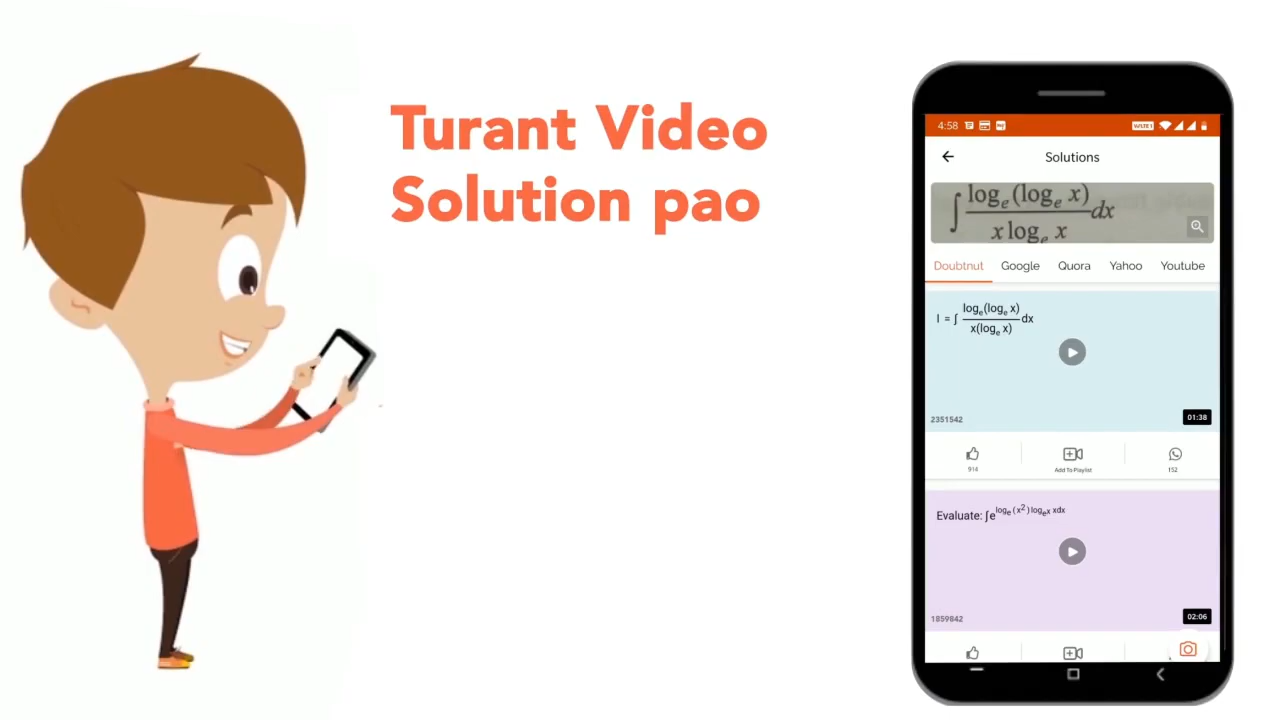 Turant Video
Solution pao
4:58
Solutions
∫ logₑ(logₑ x) / x logₑ x dx
Doubtnut Google Quora Yahoo Youtube
I = ∫ logₑ(logₑ x) / x(logₑ x) dx
2351542 01:38
914 Add To Playlist 152
Evaluate: ∫e^logₑ(x²)logₑx xdx
1859842 02:06